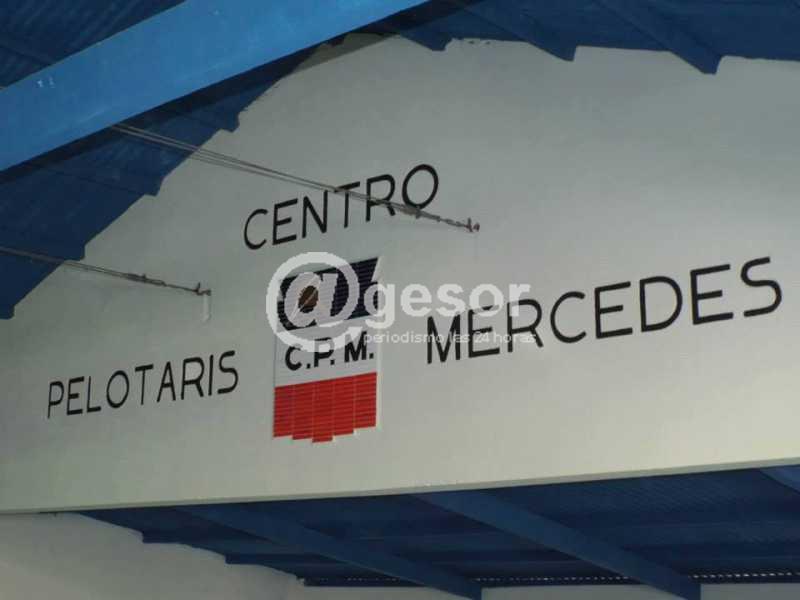 CENTRO
PELOTARIS
C.P.M.
MERCEDES
@gesor
periodismo las 24 horas